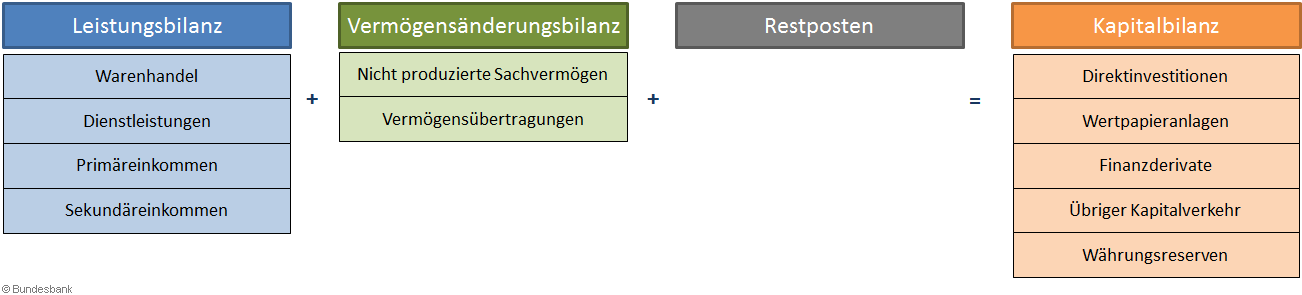 Leistungsbilanz
Warenhandel
Dienstleistungen
Primäreinkommen
Sekundäreinkommen
+
Vermögensänderungsbilanz
Nicht produzierte Sachvermögen
Vermögensübertragungen
+
Restposten
=
Kapitalbilanz
Direktinvestitionen
Wertpapieranlagen
Finanzderivate
Übriger Kapitalverkehr
Währungsreserven
© Bundesbank